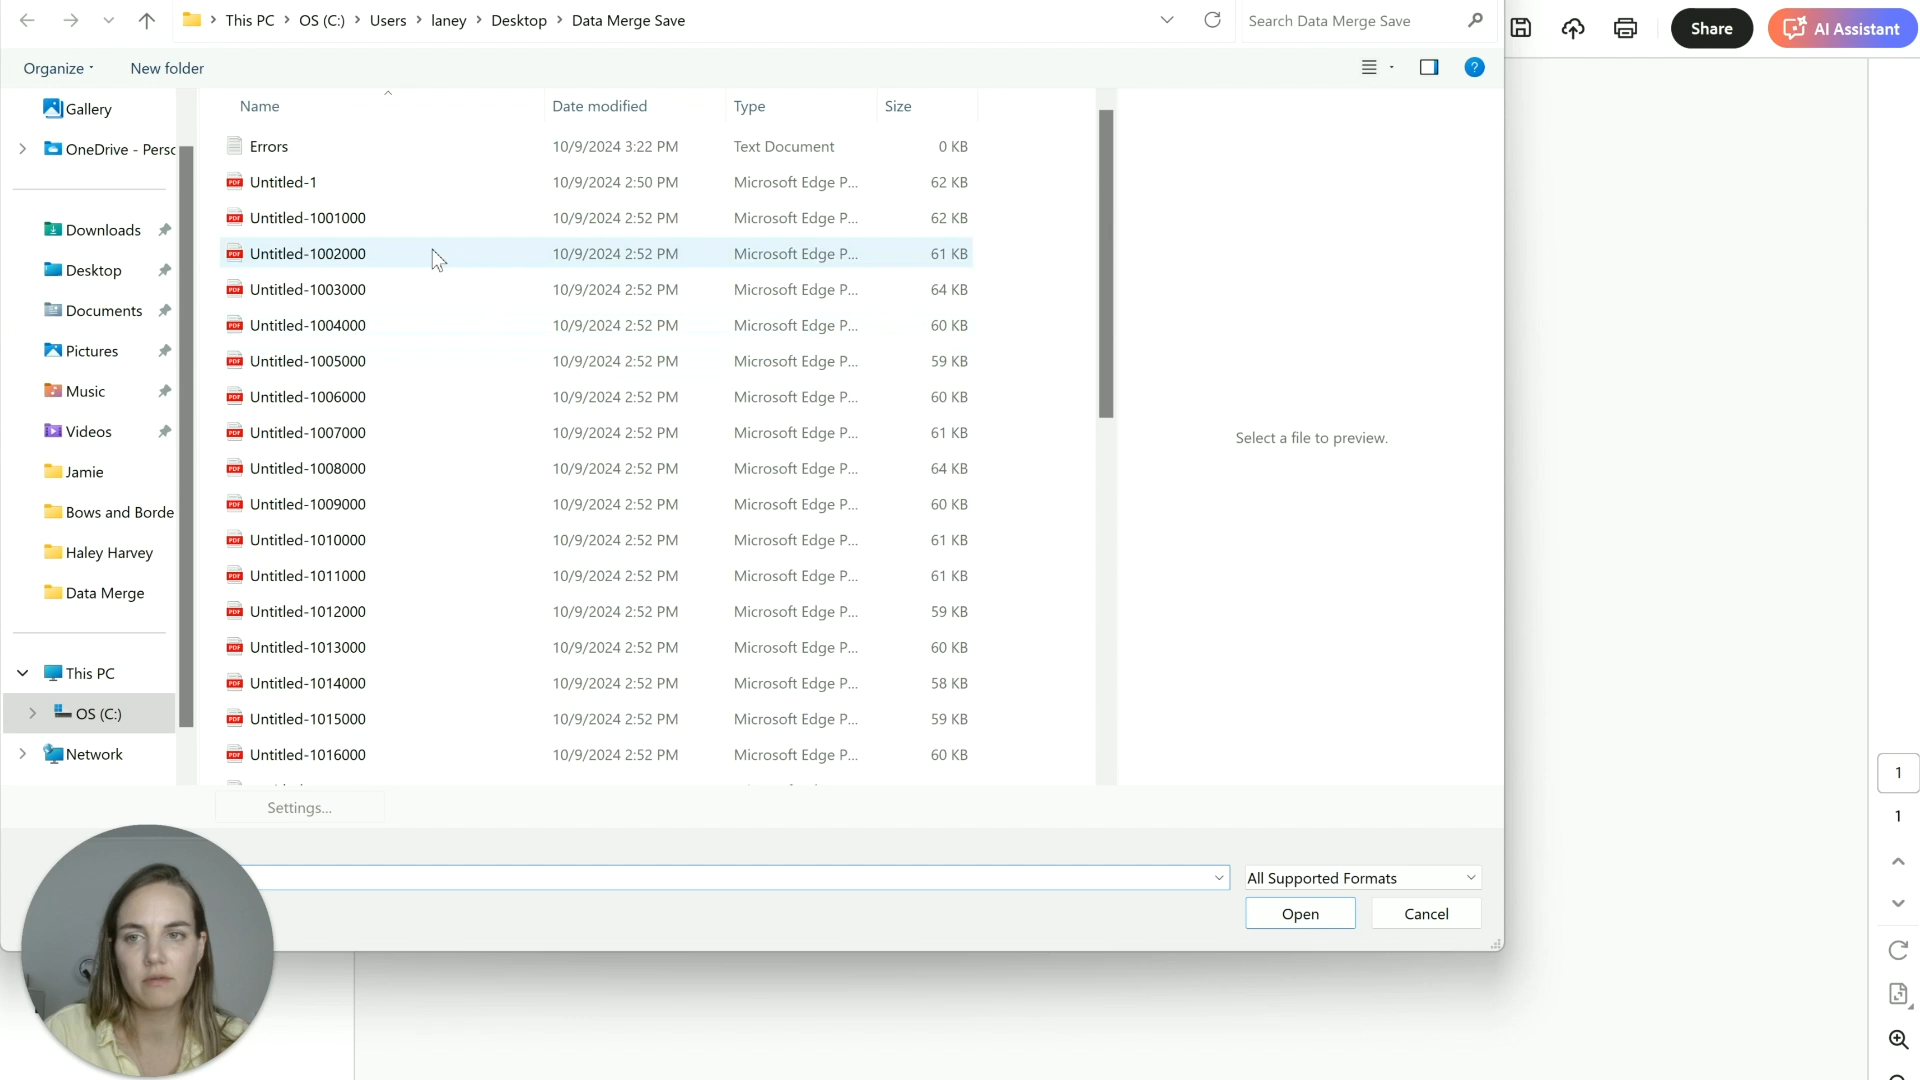 This PC > OS (C:) > Users > laney > Desktop > Data Merge Save
Search Data Merge Save
Share
AI Assistant
Organize
New folder
?
Gallery
OneDrive - Perso
Downloads
Desktop
Documents
Pictures
Music
Videos
Jamie
Bows and Borde
Haley Harvey
Data Merge
This PC
OS (C:)
Network
Name Date modified Type Size
Errors 10/9/2024 3:22 PM Text Document 0 KB
Untitled-1 10/9/2024 2:50 PM Microsoft Edge P... 62 KB
Untitled-1001000 10/9/2024 2:52 PM Microsoft Edge P... 62 KB
Untitled-1002000 10/9/2024 2:52 PM Microsoft Edge P... 61 KB
Untitled-1003000 10/9/2024 2:52 PM Microsoft Edge P... 64 KB
Untitled-1004000 10/9/2024 2:52 PM Microsoft Edge P... 60 KB
Untitled-1005000 10/9/2024 2:52 PM Microsoft Edge P... 59 KB
Untitled-1006000 10/9/2024 2:52 PM Microsoft Edge P... 60 KB
Untitled-1007000 10/9/2024 2:52 PM Microsoft Edge P... 61 KB
Untitled-1008000 10/9/2024 2:52 PM Microsoft Edge P... 64 KB
Untitled-1009000 10/9/2024 2:52 PM Microsoft Edge P... 60 KB
Untitled-1010000 10/9/2024 2:52 PM Microsoft Edge P... 61 KB
Untitled-1011000 10/9/2024 2:52 PM Microsoft Edge P... 61 KB
Untitled-1012000 10/9/2024 2:52 PM Microsoft Edge P... 59 KB
Untitled-1013000 10/9/2024 2:52 PM Microsoft Edge P... 60 KB
Untitled-1014000 10/9/2024 2:52 PM Microsoft Edge P... 58 KB
Untitled-1015000 10/9/2024 2:52 PM Microsoft Edge P... 59 KB
Untitled-1016000 10/9/2024 2:52 PM Microsoft Edge P... 60 KB
Select a file to preview.
Settings...
All Supported Formats
Open
Cancel
1
1